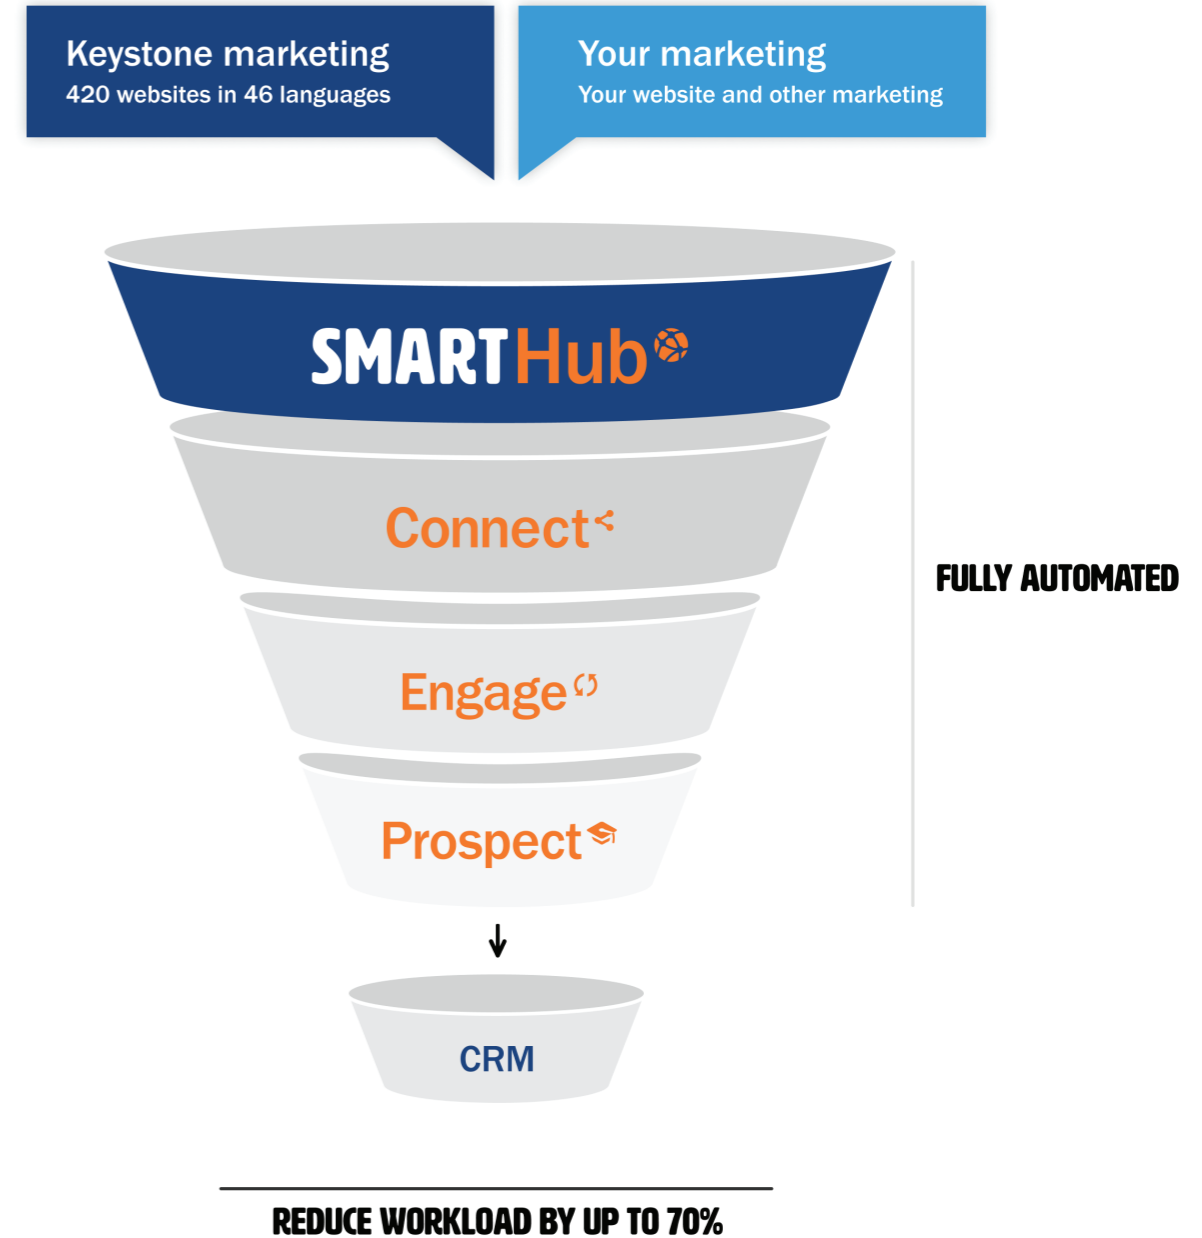 Keystone marketing
420 websites in 46 languages
Your marketing
Your website and other marketing
SMARTHub
Connect
Engage
Prospect
FULLY AUTOMATED
CRM
REDUCE WORKLOAD BY UP TO 70%